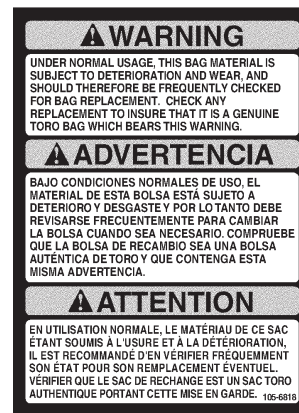 WARNING
UNDER NORMAL USAGE, THIS BAG MATERIAL IS
SUBJECT TO DETERIORATION AND WEAR, AND
SHOULD THEREFORE BE FREQUENTLY CHECKED
FOR BAG REPLACEMENT. CHECK ANY
REPLACEMENT TO INSURE THAT IT IS A GENUINE
TORO BAG WHICH BEARS THIS WARNING.
ADVERTENCIA
BAJO CONDICIONES NORMALES DE USO, EL
MATERIAL DE ESTA BOLSA ESTÁ SUJETO A
DETERIORO Y DESGASTE Y POR LO TANTO DEBE
REVISARSE FRECUENTEMENTE PARA CAMBIAR
LA BOLSA CUANDO SEA NECESARIO. COMPRUEBE
QUE LA BOLSA DE RECAMBIO SEA UNA BOLSA
AUTÉNTICA DE TORO Y QUE CONTENGA ESTA
MISMA ADVERTENCIA.
ATTENTION
EN UTILISATION NORMALE, LE MATÉRIAU DE CE SAC
ÉTANT SOUMIS À L'USURE ET À LA DÉTÉRIORATION,
IL EST RECOMMANDÉ D'EN VÉRIFIER FRÉQUEMMENT
SON ÉTAT POUR SON REMPLACEMENT ÉVENTUEL.
VÉRIFIER QUE LE SAC DE RECHANGE EST UN SAC TORO
AUTHENTIQUE PORTANT CETTE MISE EN GARDE. 105-6818